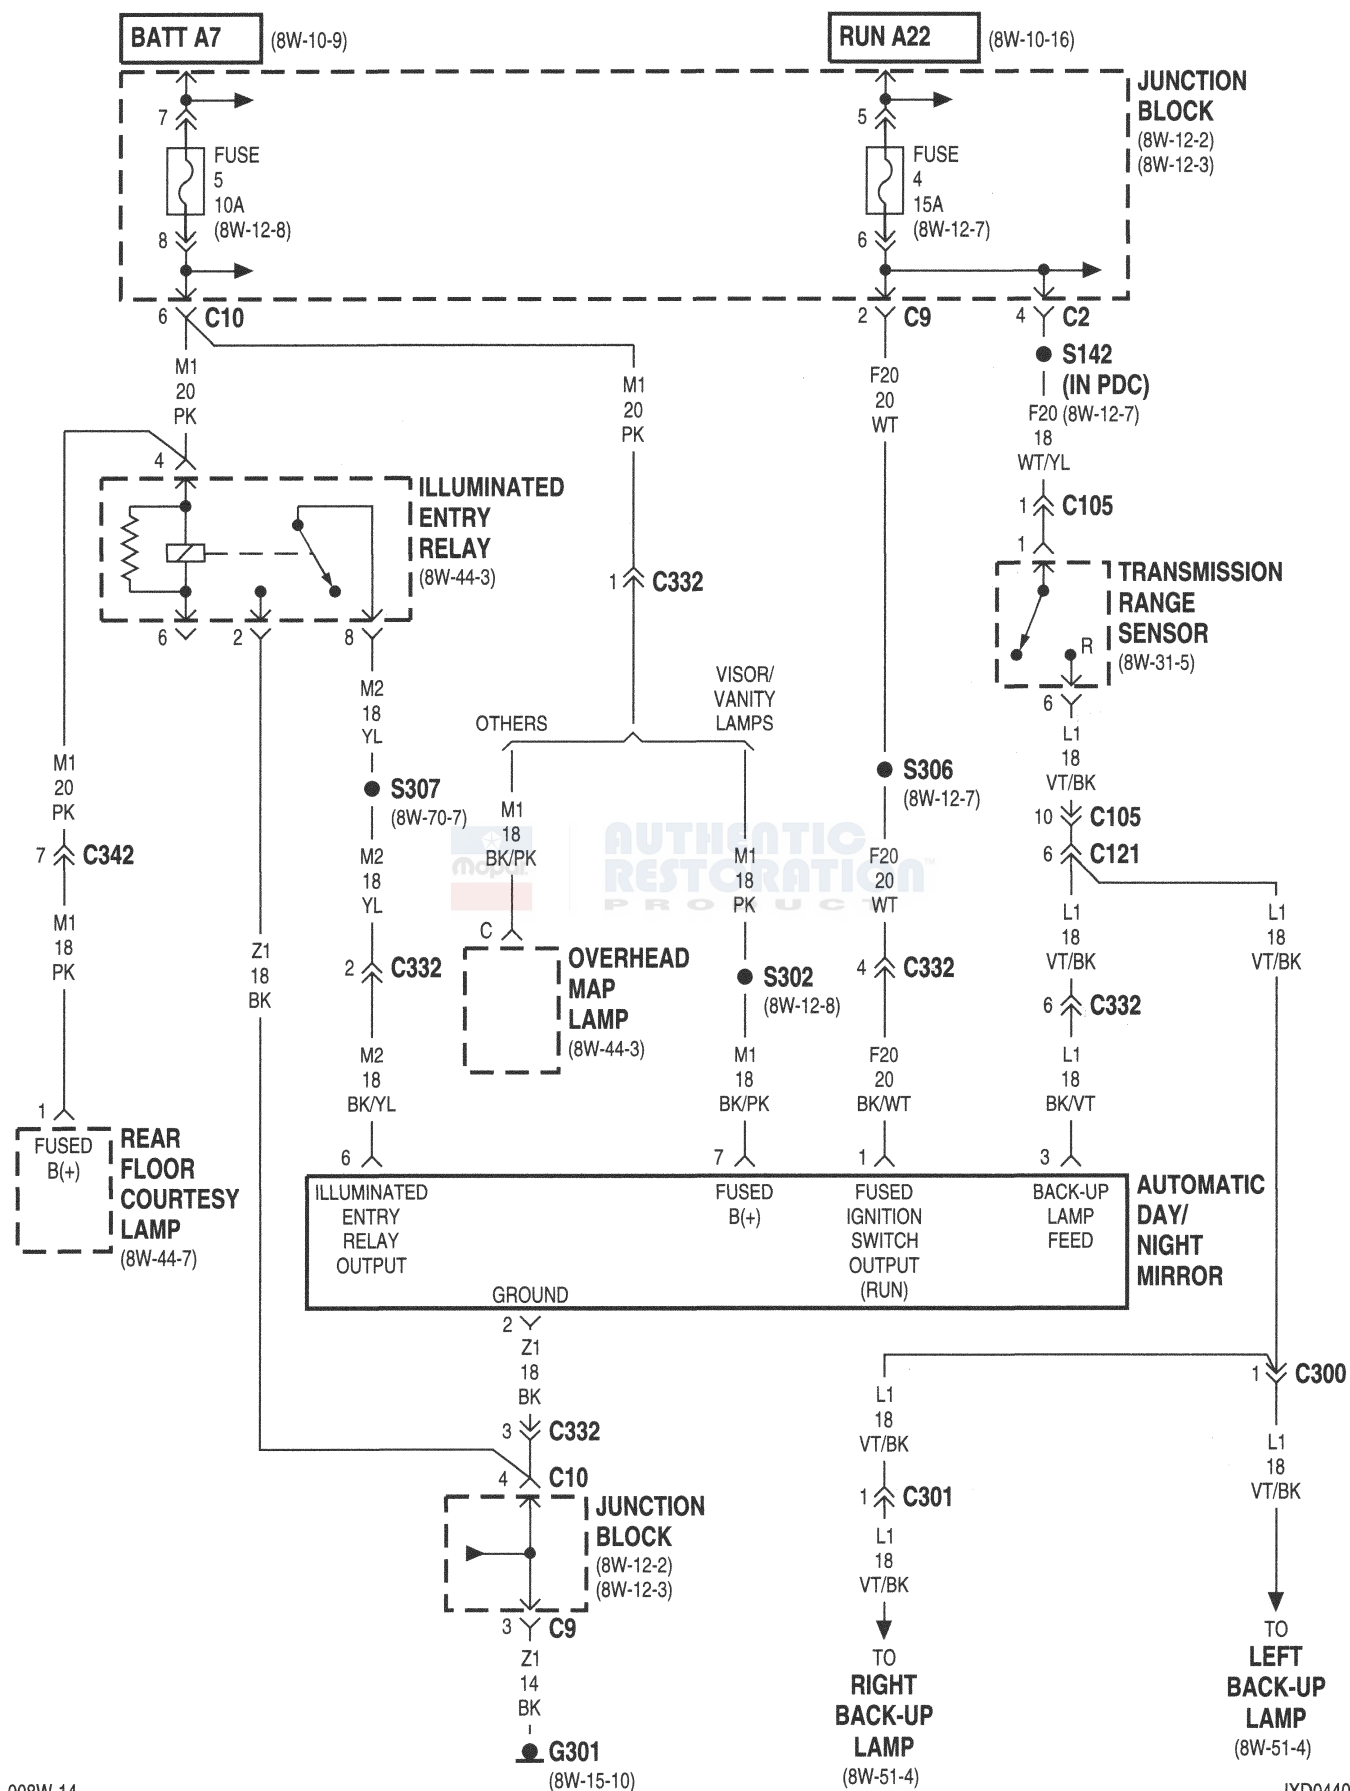 BATT A7
(8W-10-9)
RUN A22
(8W-10-16)
JUNCTION
BLOCK
(8W-12-2)
(8W-12-3)
7
FUSE
5
10A
(8W-12-8)
8
5
FUSE
4
15A
(8W-12-7)
6
6
C10
2
C9
4
C2
S142
(IN PDC)
(8W-12-7)
M1
20
PK
M1
20
PK
F20
20
WT
F20
18
WT/YL
4
ILLUMINATED
ENTRY
RELAY
(8W-44-3)
1
C105
1
TRANSMISSION
RANGE
SENSOR
(8W-31-5)
R
6
1
C332
6
2
8
M2
18
YL
OTHERS
VISOR/
VANITY
LAMPS
L1
18
VT/BK
M1
20
PK
S307
(8W-70-7)
S306
(8W-12-7)
10
C105
6
C121
7
C342
M1
18
BK/PK
Mopar
AUTHENTIC
RESTORATION™
PRODUCT
M2
18
YL
M1
18
PK
F20
20
WT
M1
18
PK
Z1
18
BK
L1
18
VT/BK
L1
18
VT/BK
2
C332
C
OVERHEAD
MAP
LAMP
(8W-44-3)
S302
(8W-12-8)
4
C332
6
C332
M2
18
BK/YL
M1
18
BK/PK
F20
20
BK/WT
L1
18
BK/VT
1
FUSED
B(+)
REAR
FLOOR
COURTESY
LAMP
(8W-44-7)
6
7
1
3
ILLUMINATED
ENTRY
RELAY
OUTPUT
FUSED
B(+)
FUSED
IGNITION
SWITCH
OUTPUT
(RUN)
BACK-UP
LAMP
FEED
AUTOMATIC
DAY/
NIGHT
MIRROR
GROUND
2
Z1
18
BK
3
C332
4
C10
JUNCTION
BLOCK
(8W-12-2)
(8W-12-3)
3
C9
Z1
14
BK
G301
(8W-15-10)
1
C300
L1
18
VT/BK
L1
18
VT/BK
1
C301
L1
18
VT/BK
TO
RIGHT
BACK-UP
LAMP
(8W-51-4)
TO
LEFT
BACK-UP
LAMP
(8W-51-4)